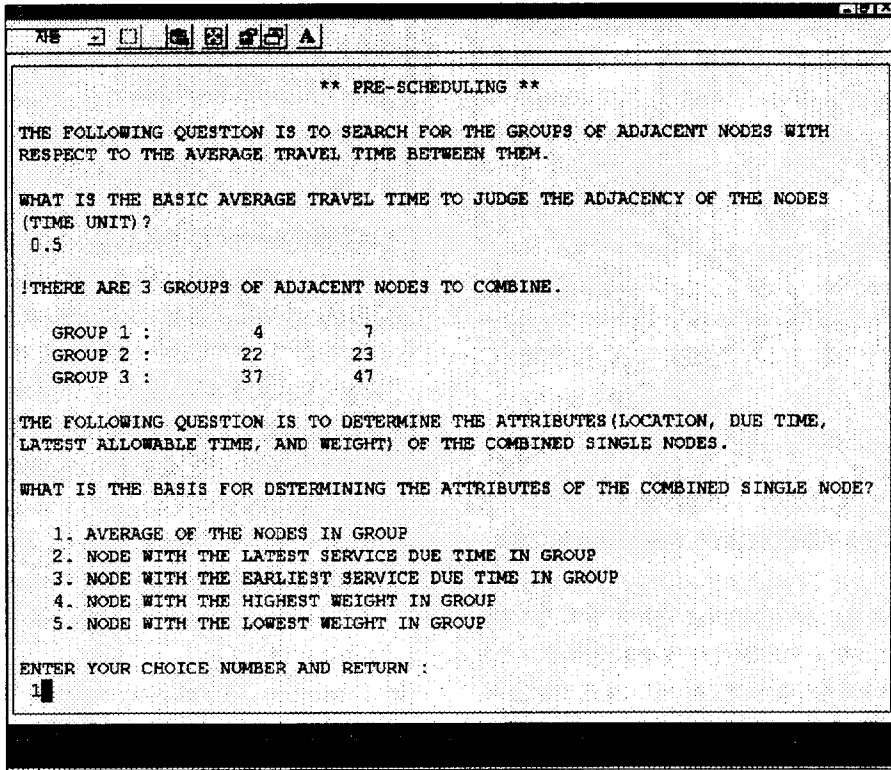 자동
A
** PRE-SCHEDULING **
THE FOLLOWING QUESTION IS TO SEARCH FOR THE GROUPS OF ADJACENT NODES WITH
RESPECT TO THE AVERAGE TRAVEL TIME BETWEEN THEM.
WHAT IS THE BASIC AVERAGE TRAVEL TIME TO JUDGE THE ADJACENCY OF THE NODES
(TIME UNIT)?
0.5
!THERE ARE 3 GROUPS OF ADJACENT NODES TO COMBINE.
GROUP 1 : 4 7
GROUP 2 : 22 23
GROUP 3 : 37 47
THE FOLLOWING QUESTION IS TO DETERMINE THE ATTRIBUTES(LOCATION, DUE TIME,
LATEST ALLOWABLE TIME, AND WEIGHT) OF THE COMBINED SINGLE NODES.
WHAT IS THE BASIS FOR DETERMINING THE ATTRIBUTES OF THE COMBINED SINGLE NODE?
1. AVERAGE OF THE NODES IN GROUP
2. NODE WITH THE LATEST SERVICE DUE TIME IN GROUP
3. NODE WITH THE EARLIEST SERVICE DUE TIME IN GROUP
4. NODE WITH THE HIGHEST WEIGHT IN GROUP
5. NODE WITH THE LOWEST WEIGHT IN GROUP
ENTER YOUR CHOICE NUMBER AND RETURN :
1